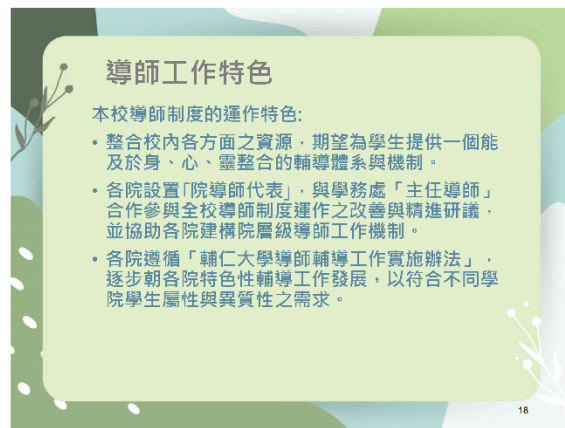 導師工作特色
本校導師制度的運作特色:
• 整合校內各方面之資源，期望為學生提供一個能
及於身、心、靈整合的輔導體系與機制。
• 各院設置「院導師代表」，與學務處「主任導師」
合作參與全校導師制度運作之改善與精進研議，
並協助各院建構院層級導師工作機制。
• 各院遵循「輔仁大學導師輔導工作實施辦法」，
逐步朝各院特色性輔導工作發展，以符合不同學
院學生屬性與異質性之需求。
18